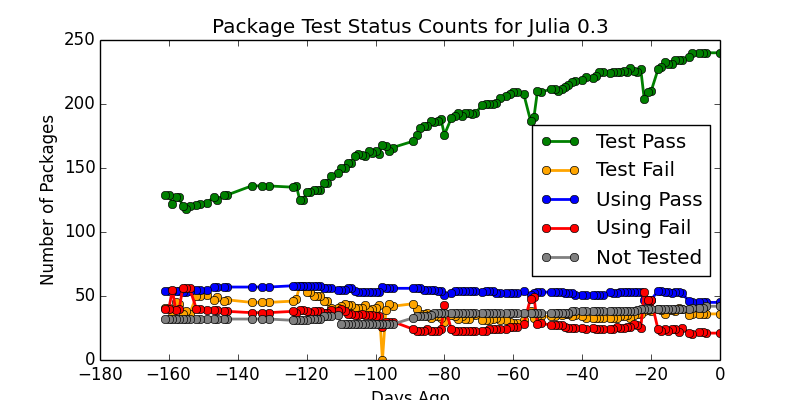 Package Test Status Counts for Julia 0.3
250
200
150
100
50
0
Number of Packages
Test Pass
Test Fail
Using Pass
Using Fail
Not Tested
−180 −160 −140 −120 −100 −80 −60 −40 −20 0
Days Ago